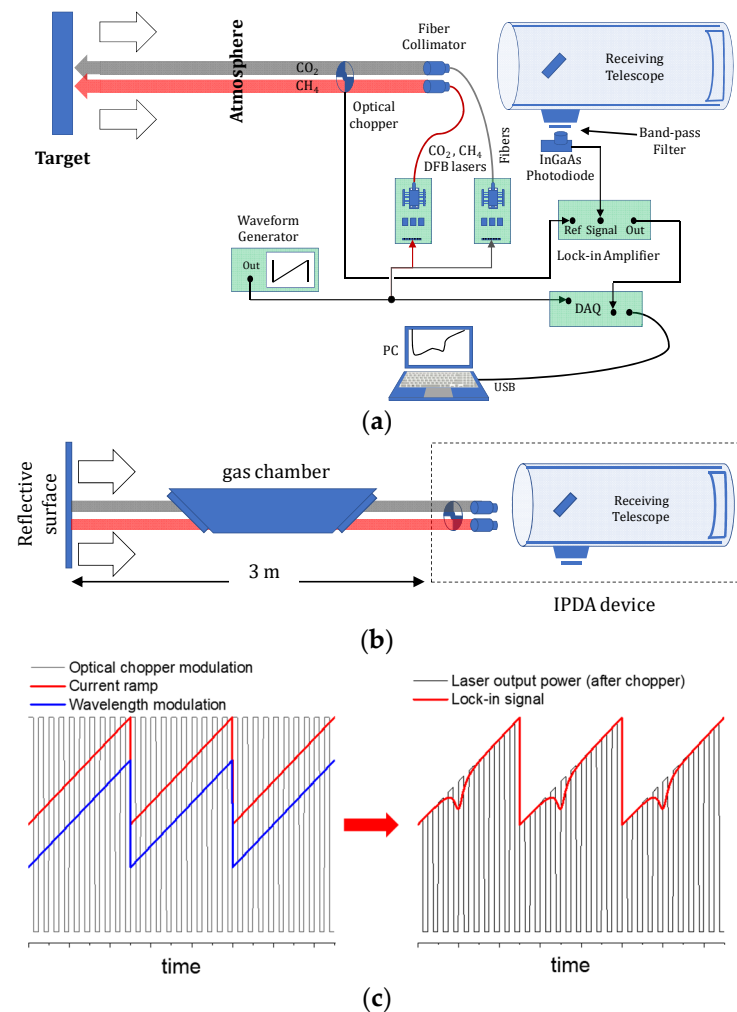 Target
Atmosphere
CO₂
CH₄
Optical
chopper
Fiber
Collimator
CO₂ , CH₄
DFB lasers
Fibers
Receiving
Telescope
Band-pass
Filter
InGaAs
Photodiode
Ref Signal Out
Lock-in Amplifier
Waveform
Generator
Out
DAQ
PC
USB
(a)
Reflective
surface
gas chamber
3 m
Receiving
Telescope
IPDA device
(b)
Optical chopper modulation
Current ramp
Wavelength modulation
time
Laser output power (after chopper)
Lock-in signal
time
(c)